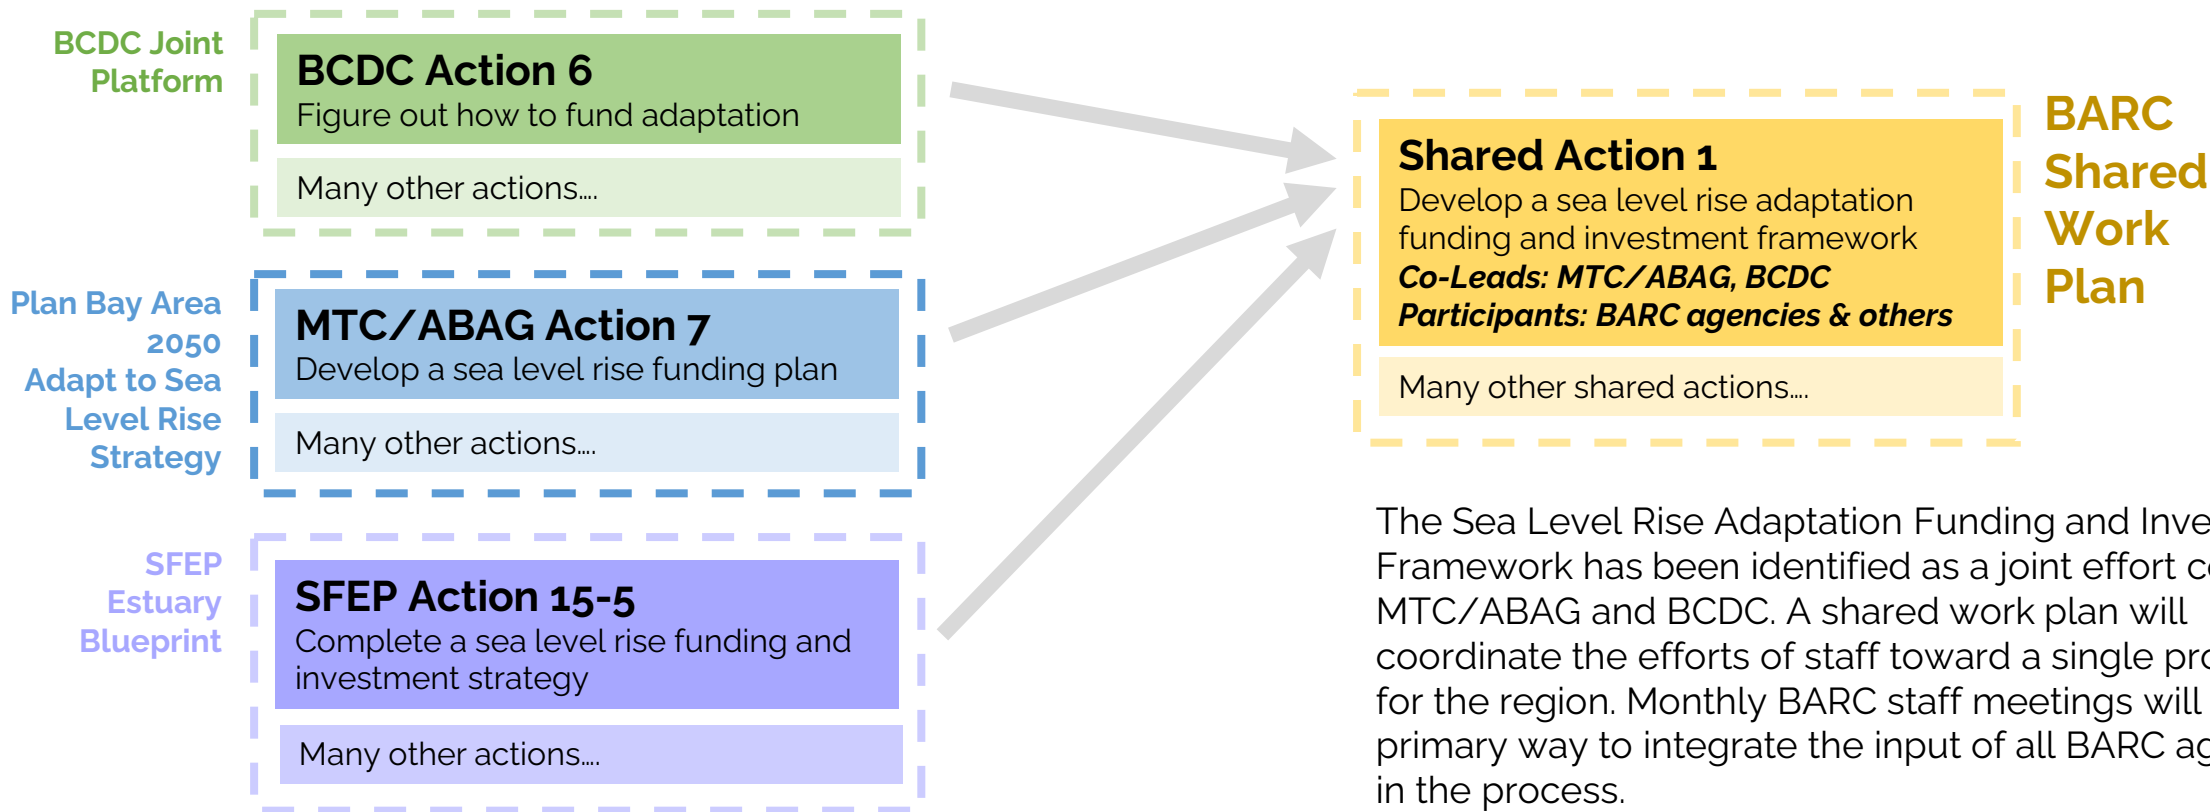 BCDC Joint
Platform
BCDC Action 6
Figure out how to fund adaptation
Many other actions….
Plan Bay Area
2050
Adapt to Sea
Level Rise
Strategy
MTC/ABAG Action 7
Develop a sea level rise funding plan
Many other actions….
SFEP
Estuary
Blueprint
SFEP Action 15-5
Complete a sea level rise funding and
investment strategy
Many other actions….
Shared Action 1
Develop a sea level rise adaptation
funding and investment framework
Co-Leads: MTC/ABAG, BCDC
Participants: BARC agencies & others
Many other shared actions….
BARC
Shared
Work
Plan
The Sea Level Rise Adaptation Funding and
Framework has been identified as a joint effort
MTC/ABAG and BCDC. A shared work plan will
coordinate the efforts of staff toward a single
for the region. Monthly BARC staff meetings will
primary way to integrate the input of all BARC
in the process.